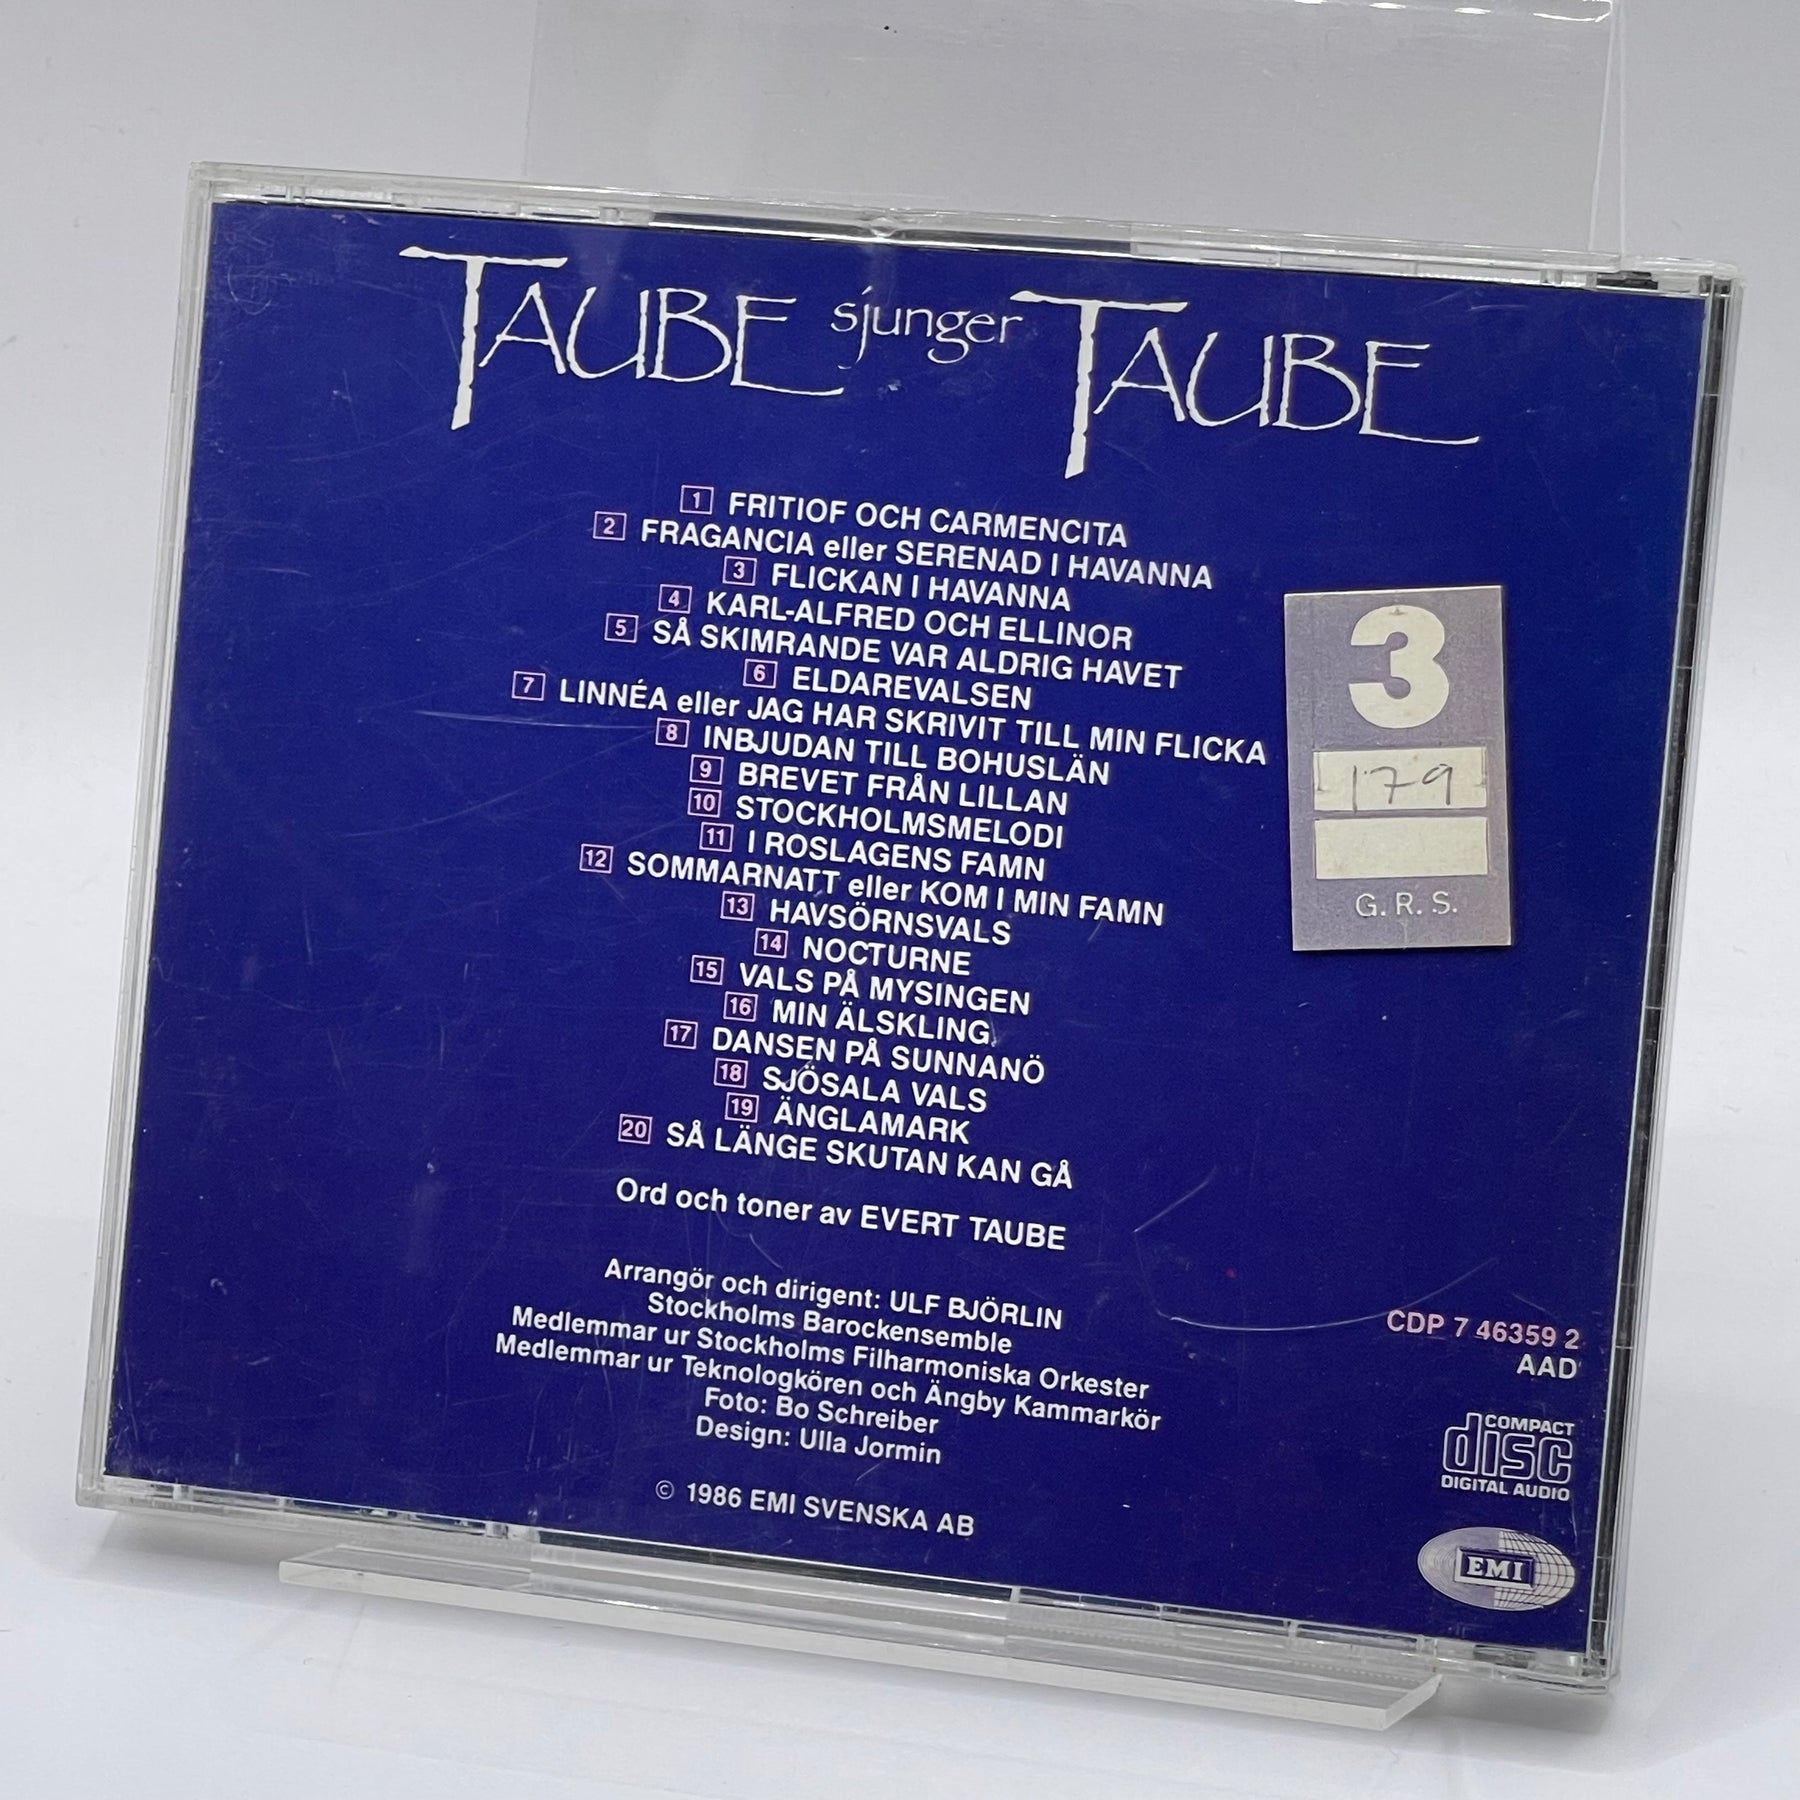 TAUBE sjunger TAUBE
1 FRITIOF OCH CARMENCITA
2 FRAGANCIA eller SERENAD I HAVANNA
3 FLICKAN I HAVANNA
4 KARL-ALFRED OCH ELLINOR
5 SÅ SKIMRANDE VAR ALDRIG HAVET
6 ELDAREVALSEN
7 LINNÉA eller JAG HAR SKRIVIT TILL MIN FLICKA
8 INBJUDAN TILL BOHUSLÄN
9 BREVET FRÅN LILLAN
10 STOCKHOLMSMELODI
11 I ROSLAGENS FAMN
12 SOMMARNATT eller KOM I MIN FAMN
13 HAVSÖRNSVALS
14 NOCTURNE
15 VALS PÅ MYSINGEN
16 MIN ÄLSKLING
17 DANSEN PÅ SUNNANÖ
18 SJÖSALA VALS
19 ÄNGLAMARK
20 SÅ LÄNGE SKUTAN KAN GÅ
Ord och toner av EVERT TAUBE
Arrangör och dirigent: ULF BJÖRLIN
Stockholms Barockensemble
Medlemmar ur Stockholms Filharmoniska Orkester
Medlemmar ur Teknologkören och Ängby Kammarkör
Foto: Bo Schreiber
Design: Ulla Jormin
© 1986 EMI SVENSKA AB
3
179
G. R. S.
CDP 7 46359 2
AAD
COMPACT
disc
DIGITAL AUDIO
EMI